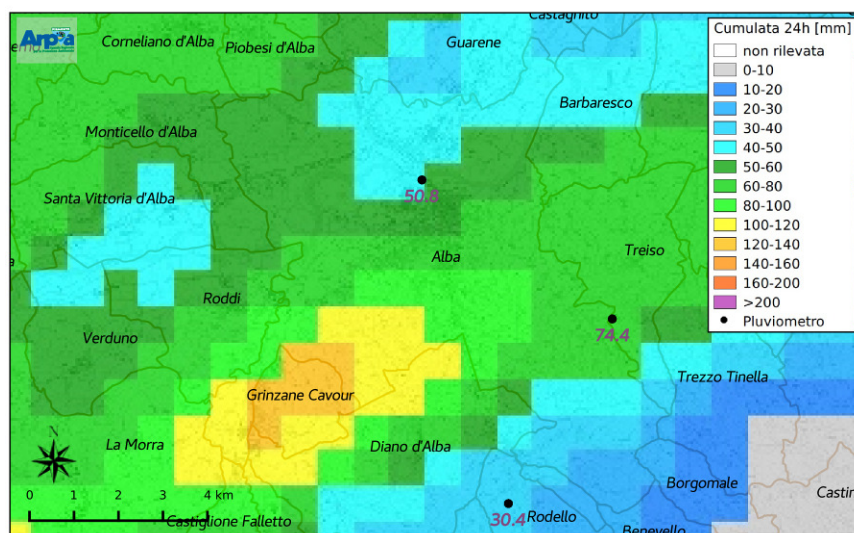 Arpa
Castagnito
Corneliano d'Alba
Piobesi d'Alba
Guarene
Barbaresco
Monticello d'Alba
Santa Vittoria d'Alba
50.8
Alba
Treiso
Roddi
74.4
Verduno
Trezzo Tinella
Grinzane Cavour
La Morra
Diano d'Alba
Borgomale
Castin
Castiglione Falletto
30.4
Rodello
Benevello
N
0 1 2 3 4 km
Cumulata 24h [mm]
non rilevata
0-10
10-20
20-30
30-40
40-50
50-60
60-80
80-100
100-120
120-140
140-160
160-200
>200
Pluviometro